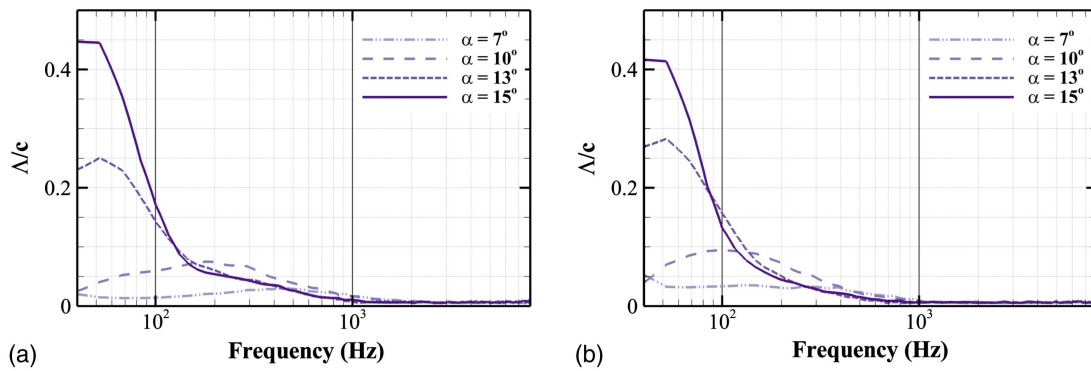 0.4
0.2
0
Λ/c
α = 7°
α = 10°
α = 13°
α = 15°
10² 10³
Frequency (Hz)
(a)
0.4
0.2
0
Λ/c
α = 7°
α = 10°
α = 13°
α = 15°
10² 10³
Frequency (Hz)
(b)